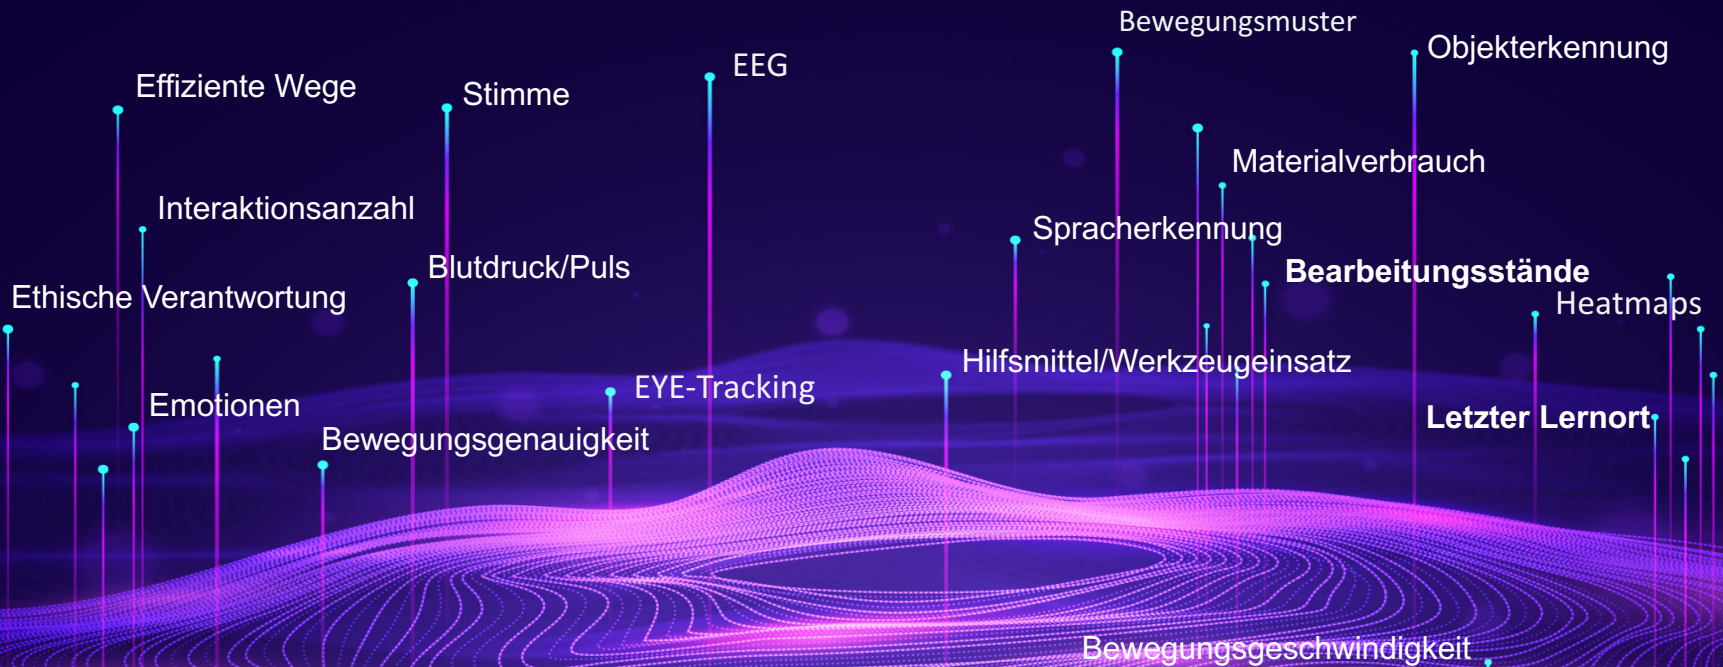 Bewegungsmuster
Objekterkennung
EEG
Effiziente Wege
Stimme
Materialverbrauch
Interaktionsanzahl
Spracherkennung
Blutdruck/Puls
Bearbeitungsstände
Ethische Verantwortung
Heatmaps
Hilfsmittel/Werkzeugeinsatz
EYE-Tracking
Emotionen
Letzter Lernort
Bewegungsgenauigkeit
Bewegungsgeschwindigkeit